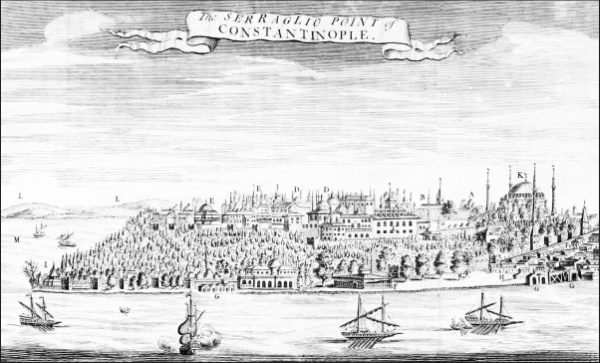 The SERRAGLIO POINT of
CONSTANTINOPLE.
L
L
E
I
D
D
A
K
M
I
G
G
G
G